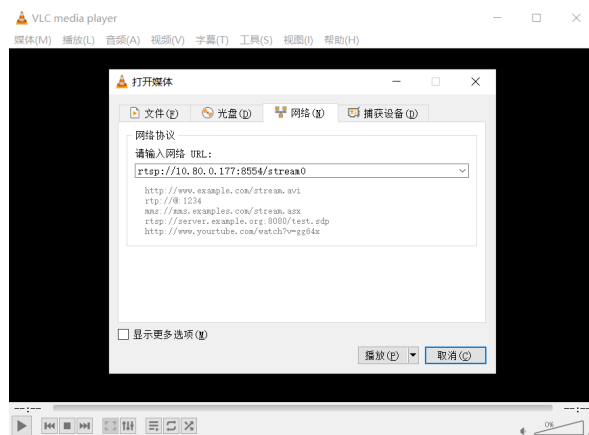 VLC media player
媒体(M) 播放(L) 音频(A) 视频(V) 字幕(T) 工具(S) 视图(I) 帮助(H)
打开媒体
文件(F) 光盘(D) 网络(N) 捕获设备(D)
网络协议
请输入网络 URL:
rtsp://10.80.0.177:8554/stream0
http://www.example.com/stream.avi
rtp://@:1234
mms://mms.examples.com/stream.asx
rtsp://server.example.org:8080/test.sdp
http://www.yourtube.com/watch?v=gg64x
显示更多选项(M)
播放(P) 取消(C)
--:-- --:--
0%